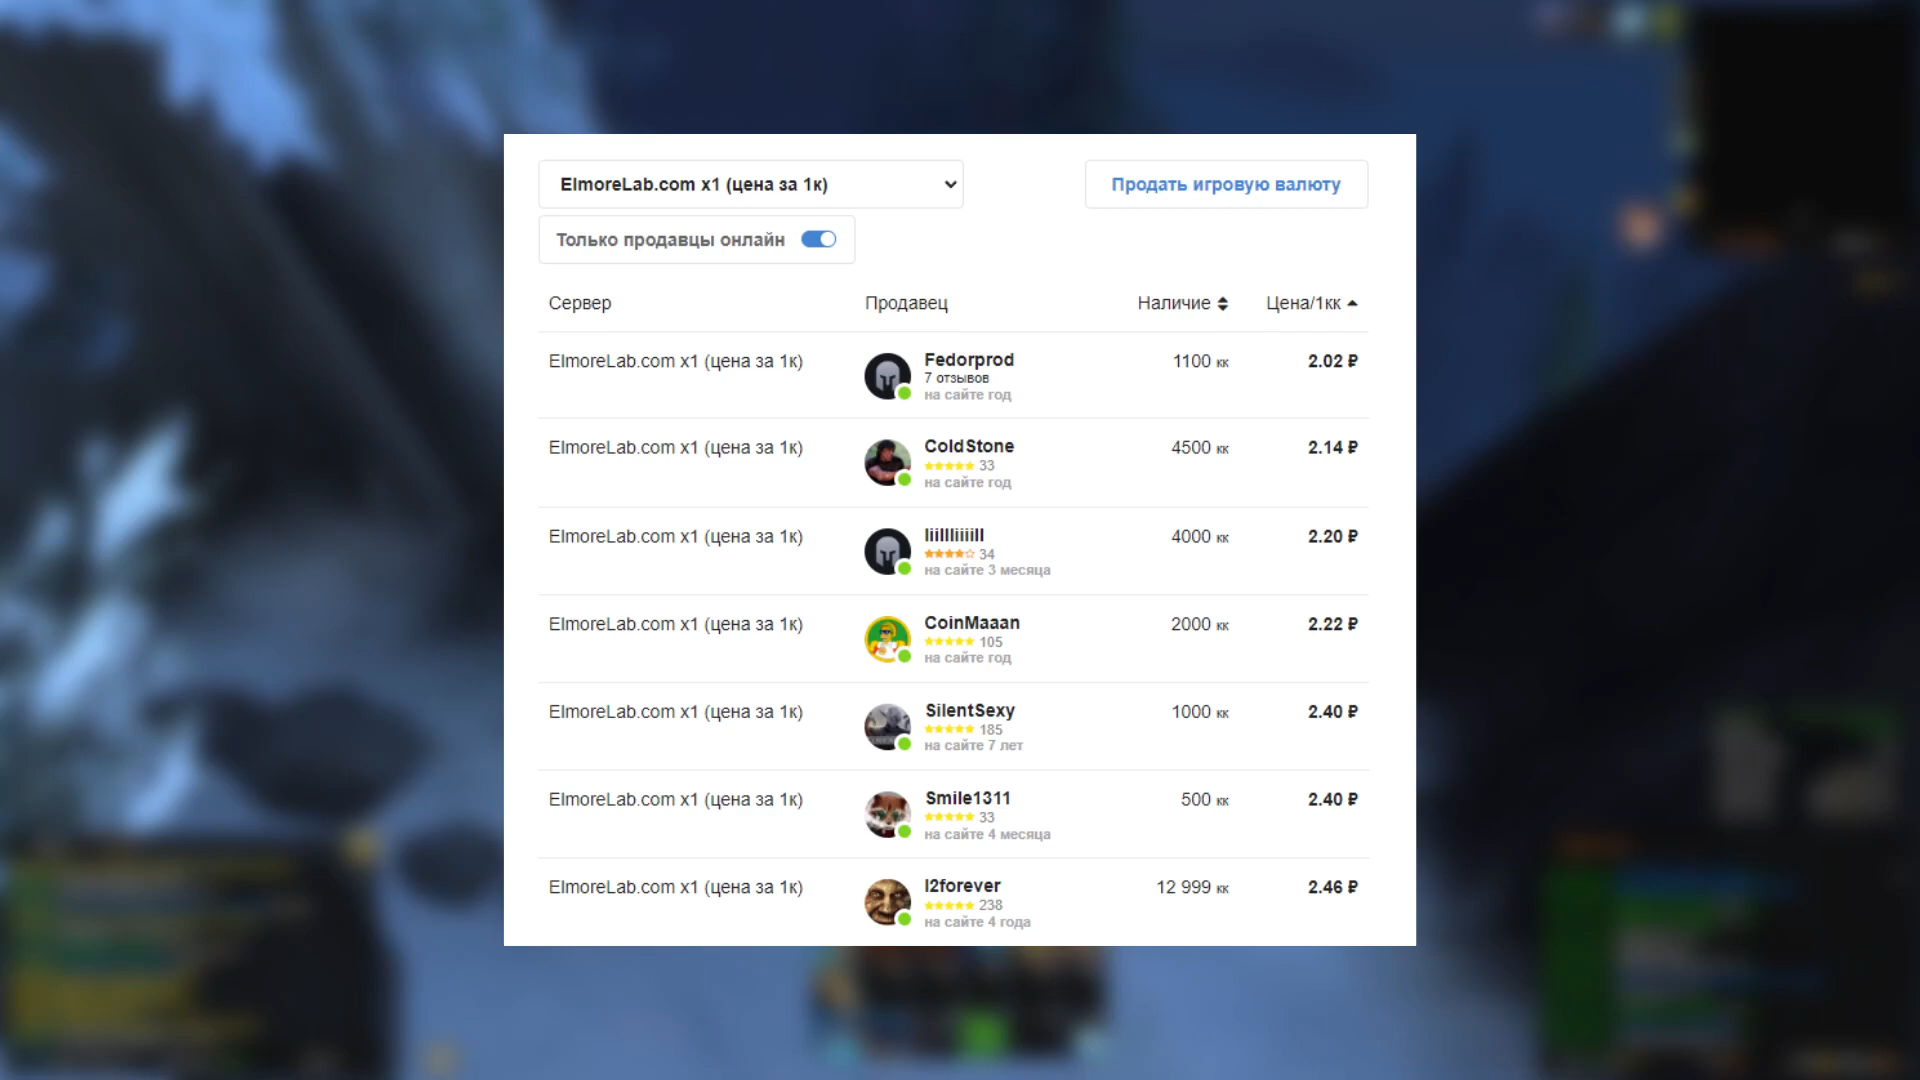 ElmoreLab.com x1 (цена за 1к)
Продать игровую валюту
Только продавцы онлайн
Сервер Продавец Наличие Цена/1кк
ElmoreLab.com x1 (цена за 1к) Fedorprod 1100 кк 2.02 ₽
7 отзывов
на сайте год
ElmoreLab.com x1 (цена за 1к) ColdStone 4500 кк 2.14 ₽
33
на сайте год
ElmoreLab.com x1 (цена за 1к) 4000 кк 2.20 ₽
34
на сайте 3 месяца
ElmoreLab.com x1 (цена за 1к) CoinMaaan 2000 кк 2.22 ₽
105
на сайте год
ElmoreLab.com x1 (цена за 1к) SilentSexy 1000 кк 2.40 ₽
185
на сайте 7 лет
ElmoreLab.com x1 (цена за 1к) Smile1311 500 кк 2.40 ₽
33
на сайте 4 месяца
ElmoreLab.com x1 (цена за 1к) l2forever 12 999 кк 2.46 ₽
238
на сайте 4 года